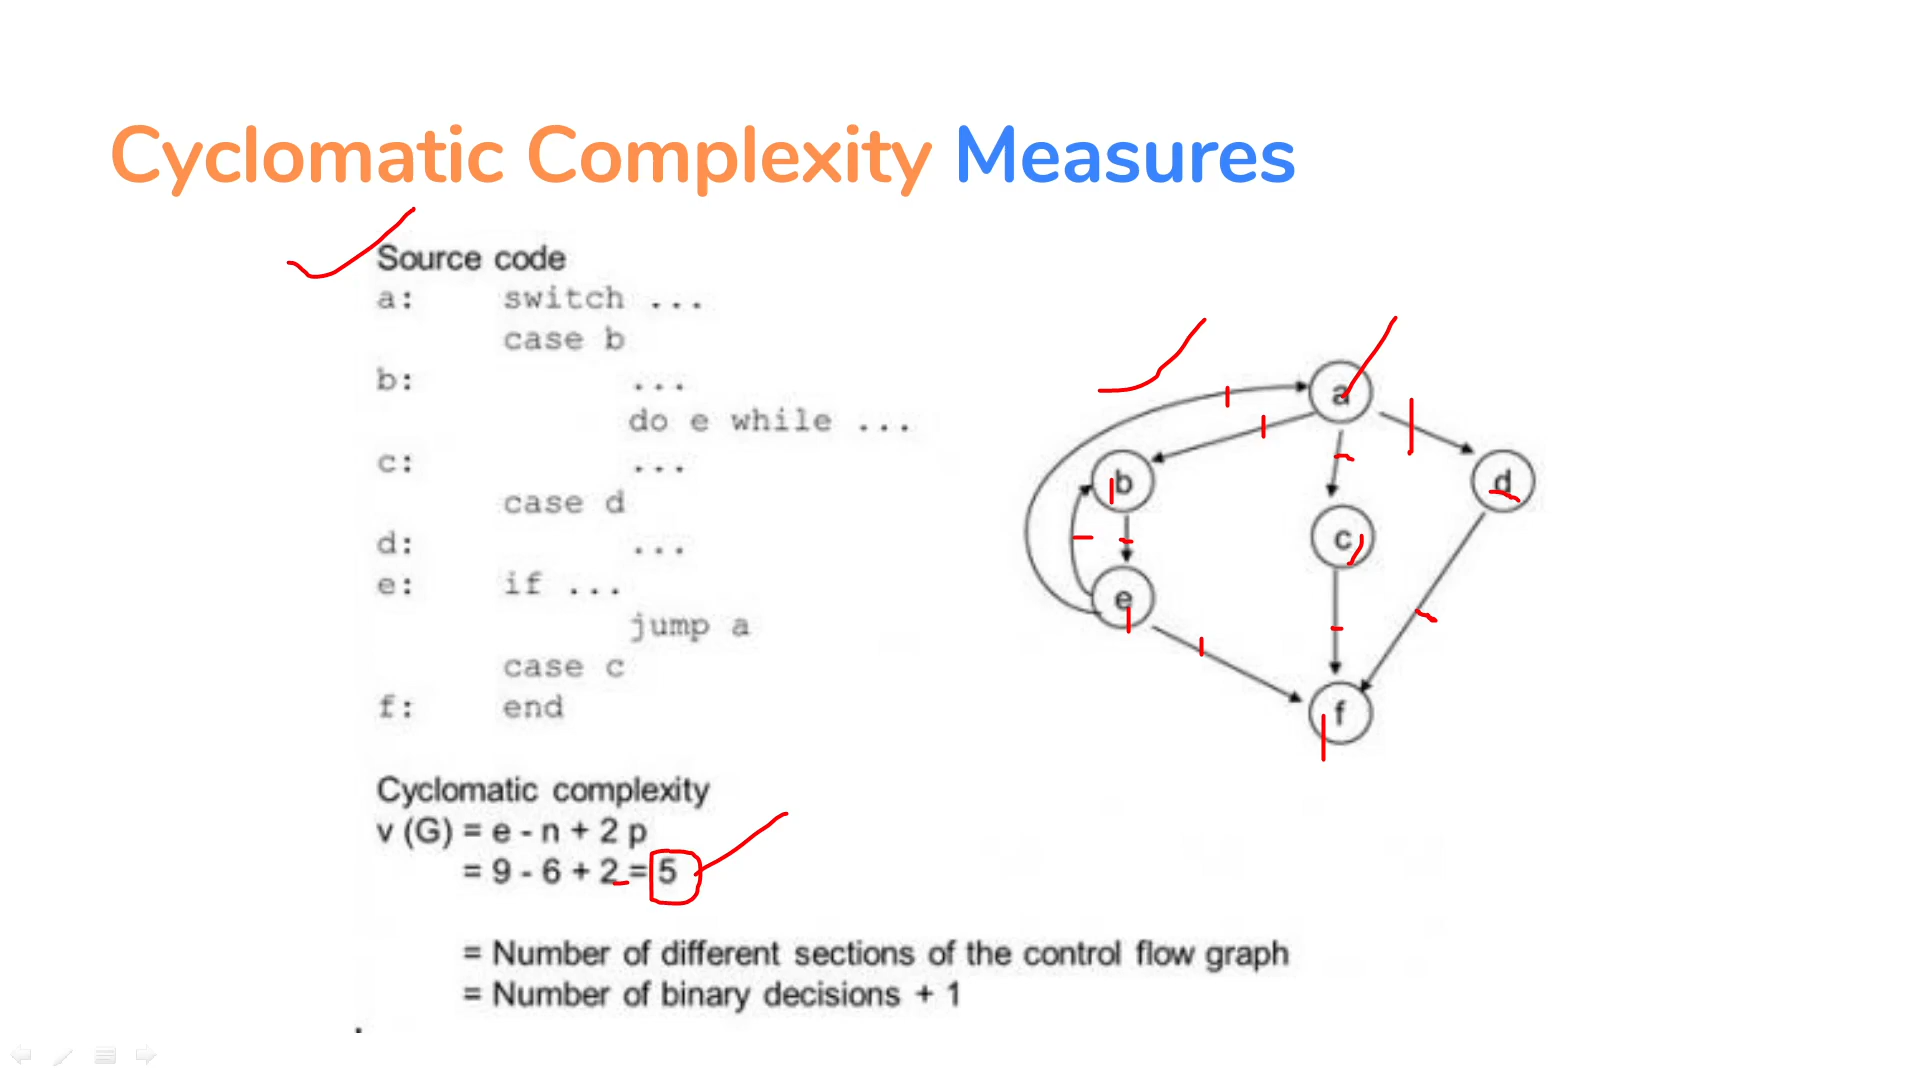 Cyclomatic Complexity Measures
Source code
a: switch ...
case b
b: ...
do e while ...
c: ...
case d
d: ...
e: if ...
jump a
case c
f: end
a
b
d
c
e
f
Cyclomatic complexity
v (G) = e - n + 2 p
= 9 - 6 + 2 = 5
= Number of different sections of the control flow graph
= Number of binary decisions + 1